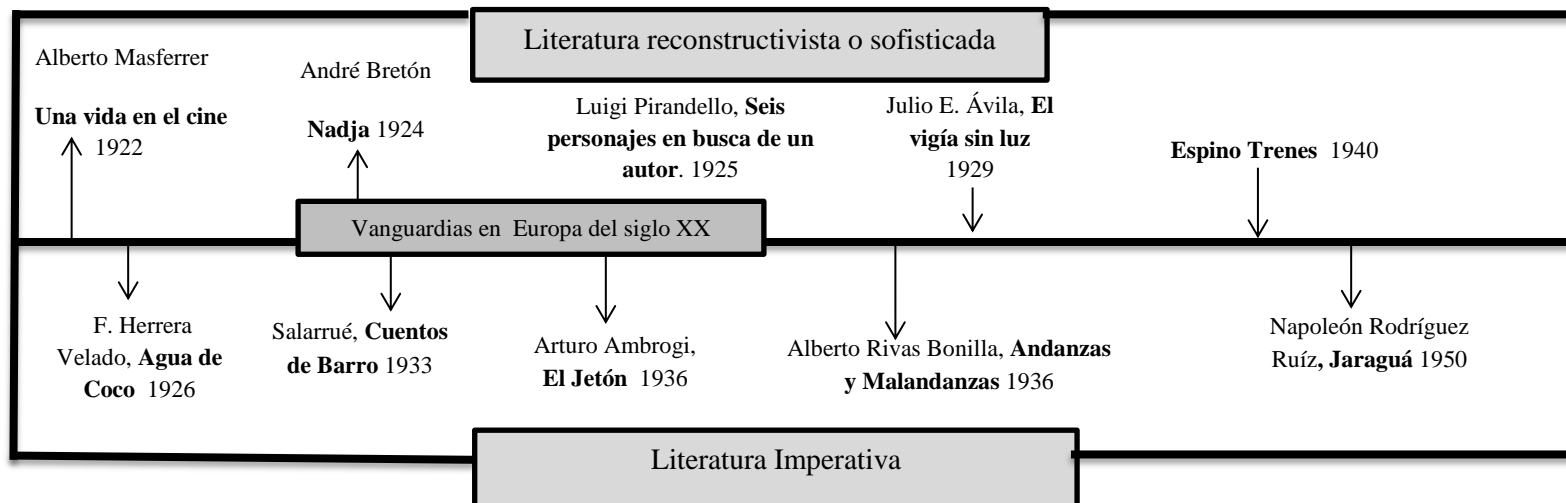 Literatura reconstructivista o sofisticada
Alberto Masferrer
Una vida en el cine
1922
André Bretón
Nadja 1924
Luigi Pirandello, Seis
personajes en busca de un
autor. 1925
Julio E. Ávila, El
vigía sin luz
1929
Espino Trenes 1940
Vanguardias en Europa del siglo XX
F. Herrera
Velado, Agua de
Coco 1926
Salarrué, Cuentos
de Barro 1933
Arturo Ambrogi,
El Jetón 1936
Alberto Rivas Bonilla, Andanzas
y Malandanzas 1936
Napoleón Rodríguez
Ruíz, Jaraguá 1950
Literatura Imperativa